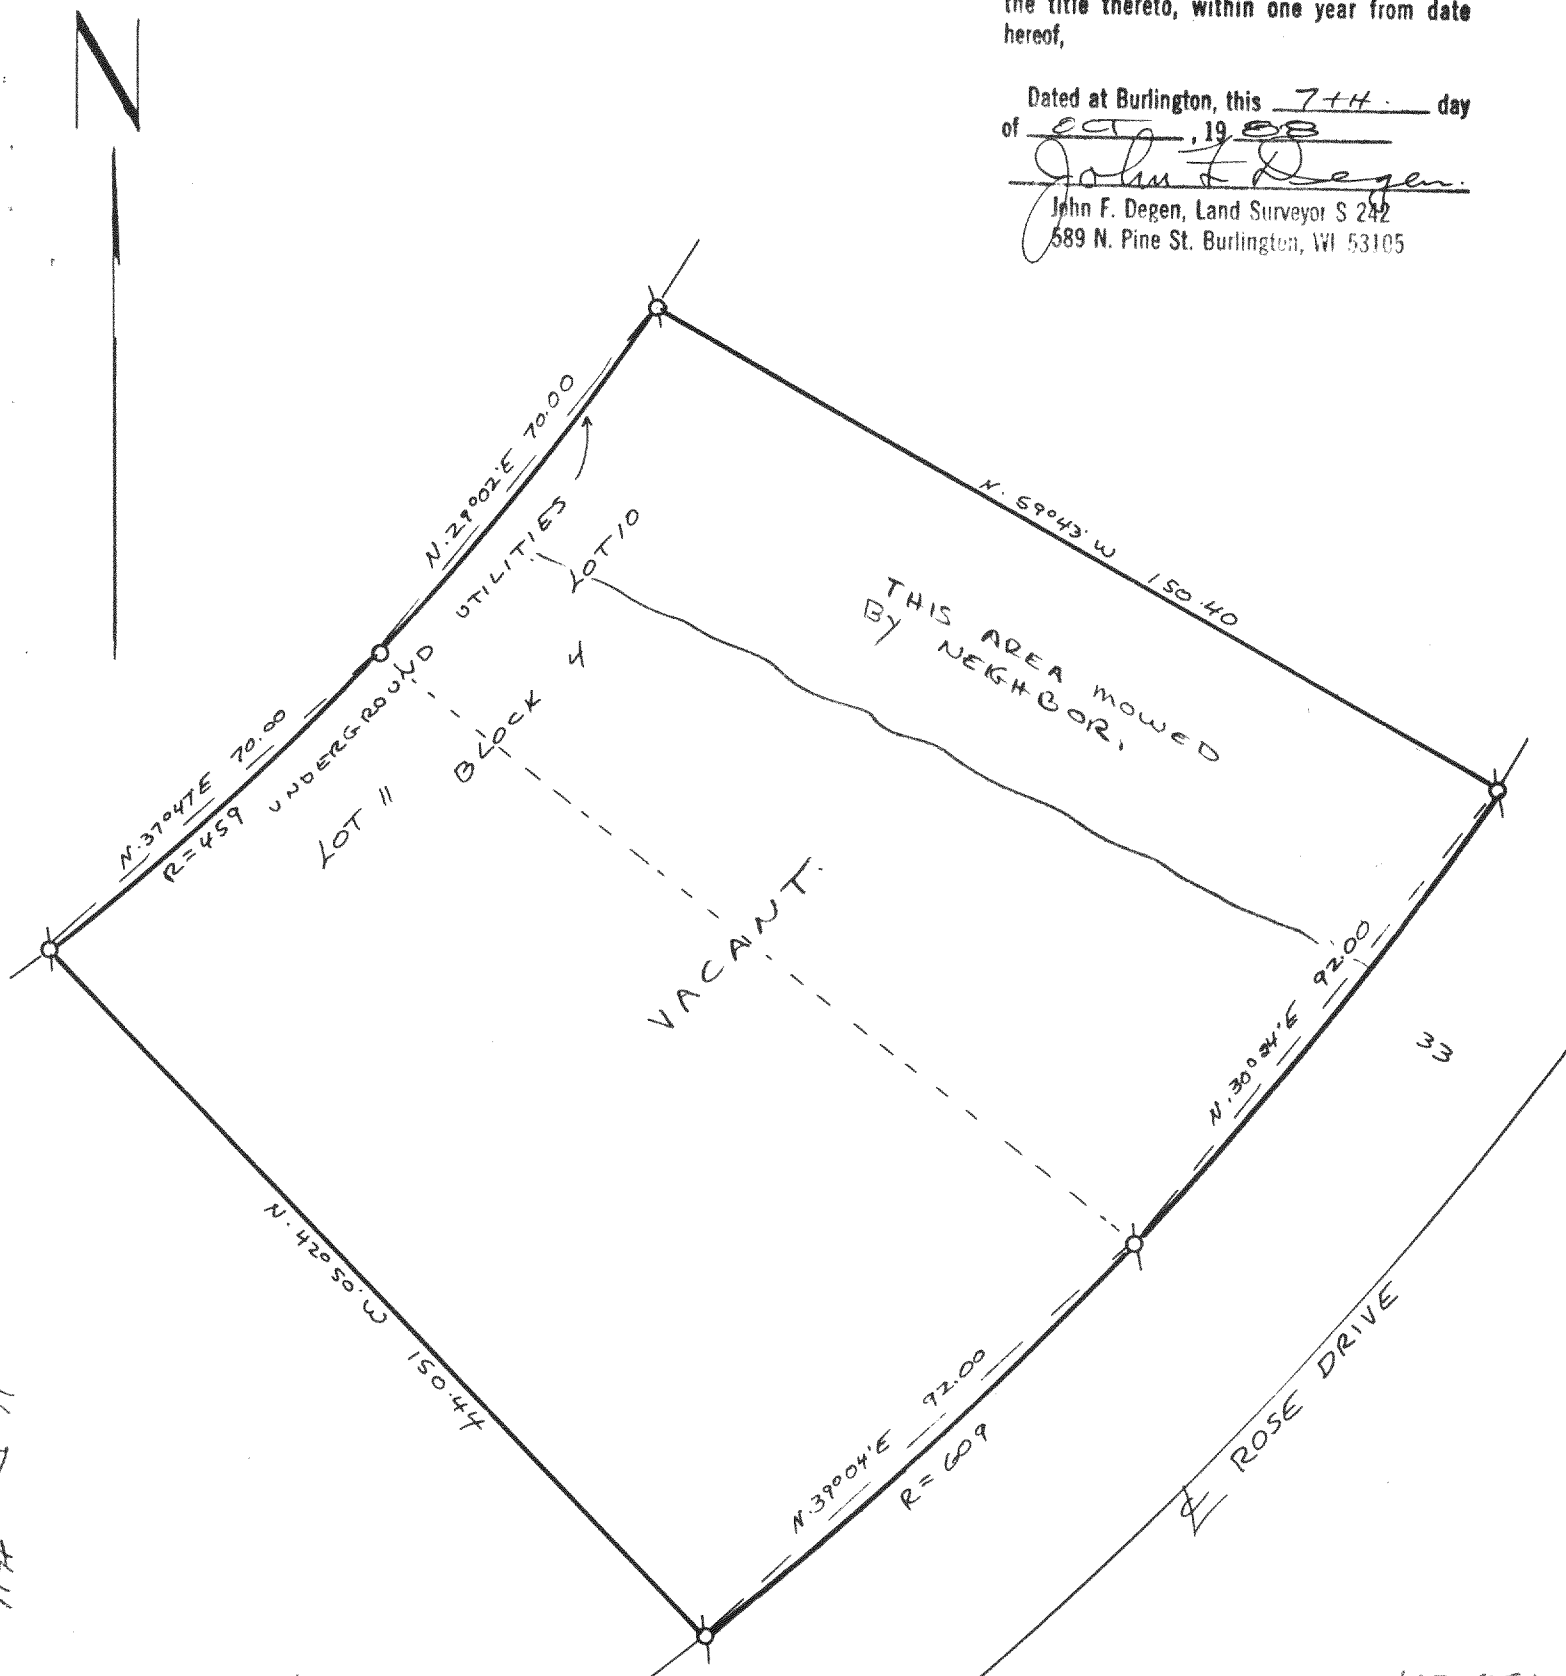 N
the title thereto, within one year from date
hereof,
Dated at Burlington, this 7TH. day
of OCT , 19 88
John F Degen.
John F. Degen, Land Surveyor S 242
589 N. Pine St. Burlington, WI 53105
N. 29°02'E 70.00
N. 59°43' W 150.40
UNDERGROUND UTILITIES
LOT 10
BLOCK 4
THIS AREA MOWED
BY NEIGHBOR.
N. 37°47'E 70.00
R= 459
LOT 11
VACAINT.
N. 30°34'E 92.00
33
N. 42° 50' W 150.44
N. 39°04'E 92.00
R= 609
℄ ROSE DRIVE